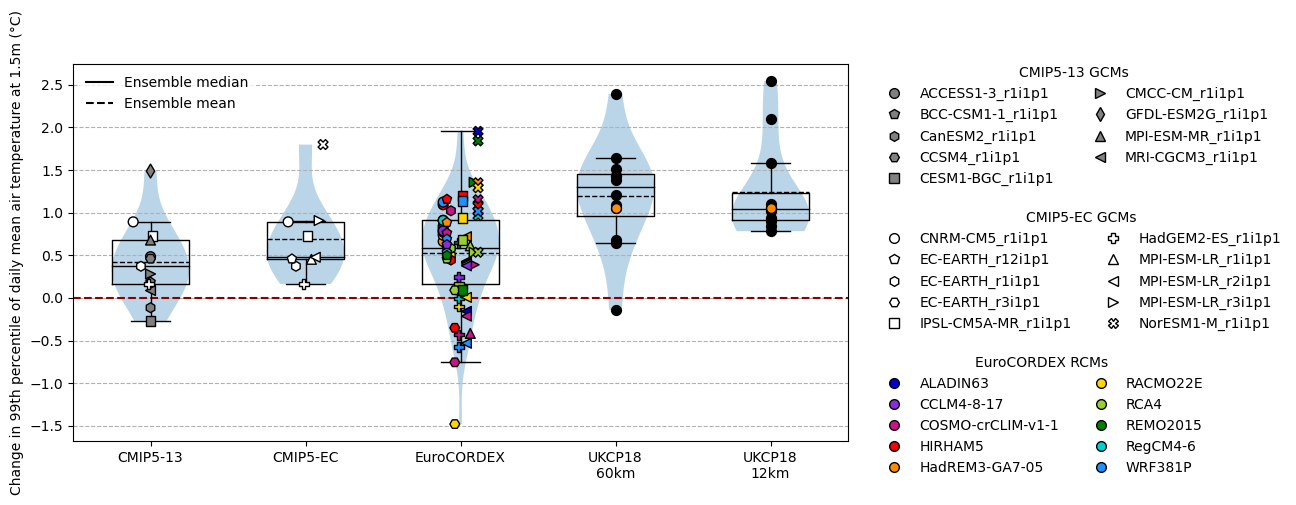 Change in 99th percentile of daily mean air temperature at 1.5m (°C)
2.5
2.0
1.5
1.0
0.5
0.0
−0.5
−1.0
−1.5
Ensemble median
Ensemble mean
CMIP5-13
CMIP5-EC
EuroCORDEX
UKCP18
60km
UKCP18
12km
CMIP5-13 GCMs
ACCESS1-3_r1i1p1
BCC-CSM1-1_r1i1p1
CanESM2_r1i1p1
CCSM4_r1i1p1
CESM1-BGC_r1i1p1
CMCC-CM_r1i1p1
GFDL-ESM2G_r1i1p1
MPI-ESM-MR_r1i1p1
MRI-CGCM3_r1i1p1
CMIP5-EC GCMs
CNRM-CM5_r1i1p1
EC-EARTH_r12i1p1
EC-EARTH_r1i1p1
EC-EARTH_r3i1p1
IPSL-CM5A-MR_r1i1p1
HadGEM2-ES_r1i1p1
MPI-ESM-LR_r1i1p1
MPI-ESM-LR_r2i1p1
MPI-ESM-LR_r3i1p1
NorESM1-M_r1i1p1
EuroCORDEX RCMs
ALADIN63
CCLM4-8-17
COSMO-crCLIM-v1-1
HIRHAM5
HadREM3-GA7-05
RACMO22E
RCA4
REMO2015
RegCM4-6
WRF381P